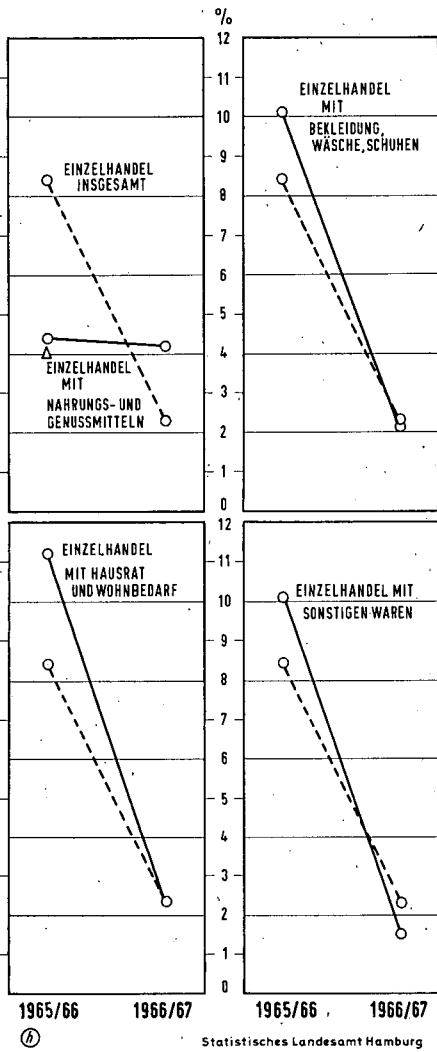 %
12
11
10
9
8
7
6
5
4
3
2
1
0
EINZELHANDEL
INSGESAMT
EINZELHANDEL
MIT
NAHRUNGS- UND
GENUSSMITTELN
EINZELHANDEL
MIT
BEKLEIDUNG,
WÄSCHE, SCHUHEN
12
11
10
9
8
7
6
5
4
3
2
1
0
EINZELHANDEL
MIT HAUSRAT
UND WOHNBEDARF
EINZELHANDEL MIT
SONSTIGEN WAREN
1965/66 1966/67 1965/66 1966/67
h Statistisches Landesamt Hamburg